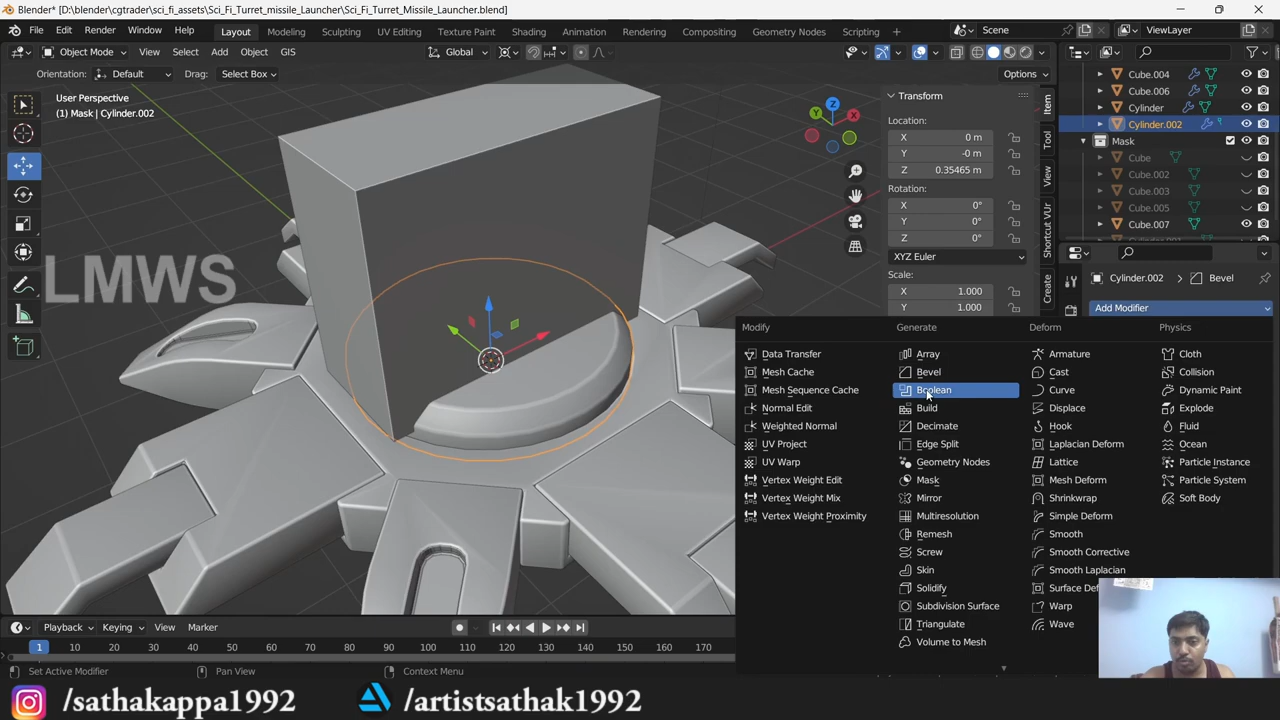 Blender* [D:\blender\cgtrader\sci_fi_assets\Sci_Fi_Turret_missile_Launcher\Sci_Fi_Turret_Missile_Launcher.blend]
File Edit Render Window Help Layout Modeling Sculpting UV Editing Texture Paint Shading Animation Rendering Compositing Geometry Nodes Scripting + Scene ViewLayer
Object Mode View Select Add Object GIS Global
Orientation: Default Drag: Select Box Options
User Perspective
(1) Mask | Cylinder.002
Transform
Location:
X 0 m
Y -0 m
Z 0.35465 m
Rotation:
X 0°
Y 0°
Z 0°
XYZ Euler
Scale:
X 1.000
Y 1.000
Item
Tool
View
Shortcut VUr
Create
Cube.004
Cube.006
Cylinder
Cylinder.002
Mask
Cube
Cube.002
Cube.003
Cube.005
Cube.007
Cylinder.002 > Bevel
Add Modifier
LMWS
Modify Generate Deform Physics
Data Transfer Array Armature Cloth
Mesh Cache Bevel Cast Collision
Mesh Sequence Cache Boolean Curve Dynamic Paint
Normal Edit Build Displace Explode
Weighted Normal Decimate Hook Fluid
UV Project Edge Split Laplacian Deform Ocean
UV Warp Geometry Nodes Lattice Particle Instance
Vertex Weight Edit Mask Mesh Deform Particle System
Vertex Weight Mix Mirror Shrinkwrap Soft Body
Vertex Weight Proximity Multiresolution Simple Deform
Remesh Smooth
Screw Smooth Corrective
Skin Smooth Laplacian
Solidify Surface Def
Subdivision Surface Warp
Triangulate Wave
Volume to Mesh
Playback Keying View Marker
1 10 20 30 40 50 60 70 80 90 100 110 120 130 140 150 160 170
Set Active Modifier Pan View Context Menu
/sathakappa1992 /artistsathak1992